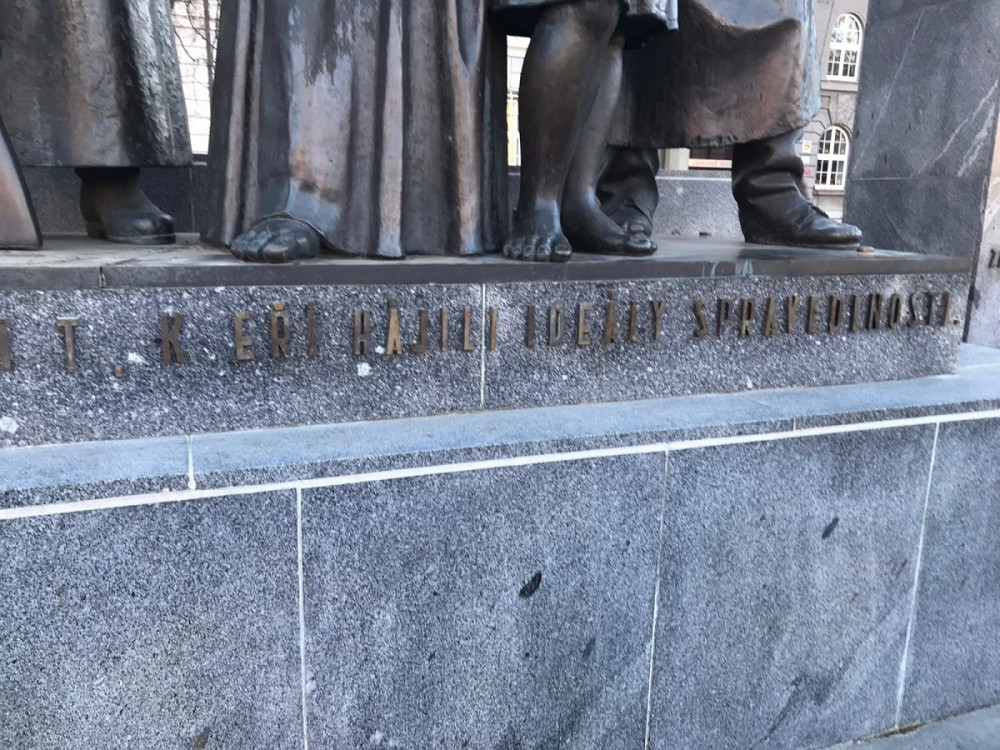 T. K EŘÍ HÁJILI IDEÁLY SPRAVEDLNOSTI.